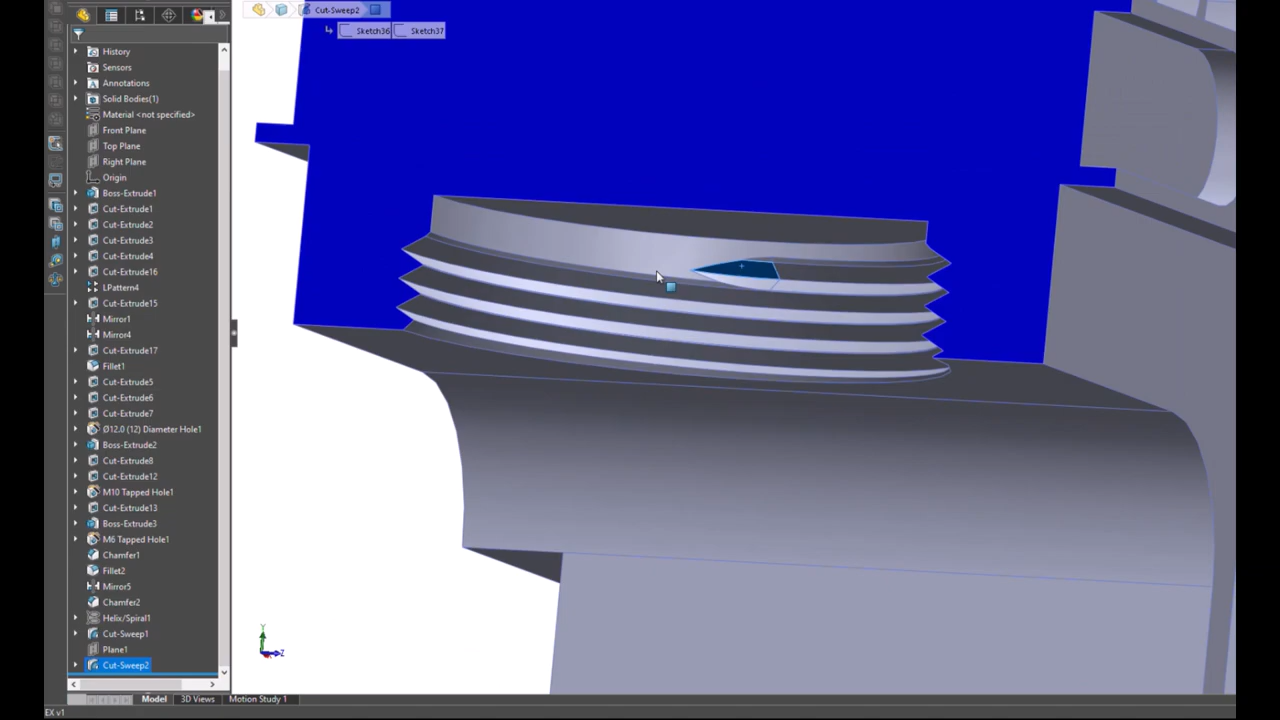 Cut-Sweep2
Sketch36
Sketch37
History
Sensors
Annotations
Solid Bodies(1)
Material <not specified>
Front Plane
Top Plane
Right Plane
Origin
Boss-Extrude1
Cut-Extrude1
Cut-Extrude2
Cut-Extrude3
Cut-Extrude4
Cut-Extrude16
LPattern4
Cut-Extrude15
Mirror1
Mirror4
Cut-Extrude17
Fillet1
Cut-Extrude5
Cut-Extrude6
Cut-Extrude7
Ø12.0 (12) Diameter Hole1
Boss-Extrude2
Cut-Extrude8
Cut-Extrude12
M10 Tapped Hole1
Cut-Extrude13
Boss-Extrude3
M6 Tapped Hole1
Chamfer1
Fillet2
Mirror5
Chamfer2
Helix/Spiral1
Cut-Sweep1
Plane1
Cut-Sweep2
Y
Z
Model
3D Views
Motion Study 1
EX v1